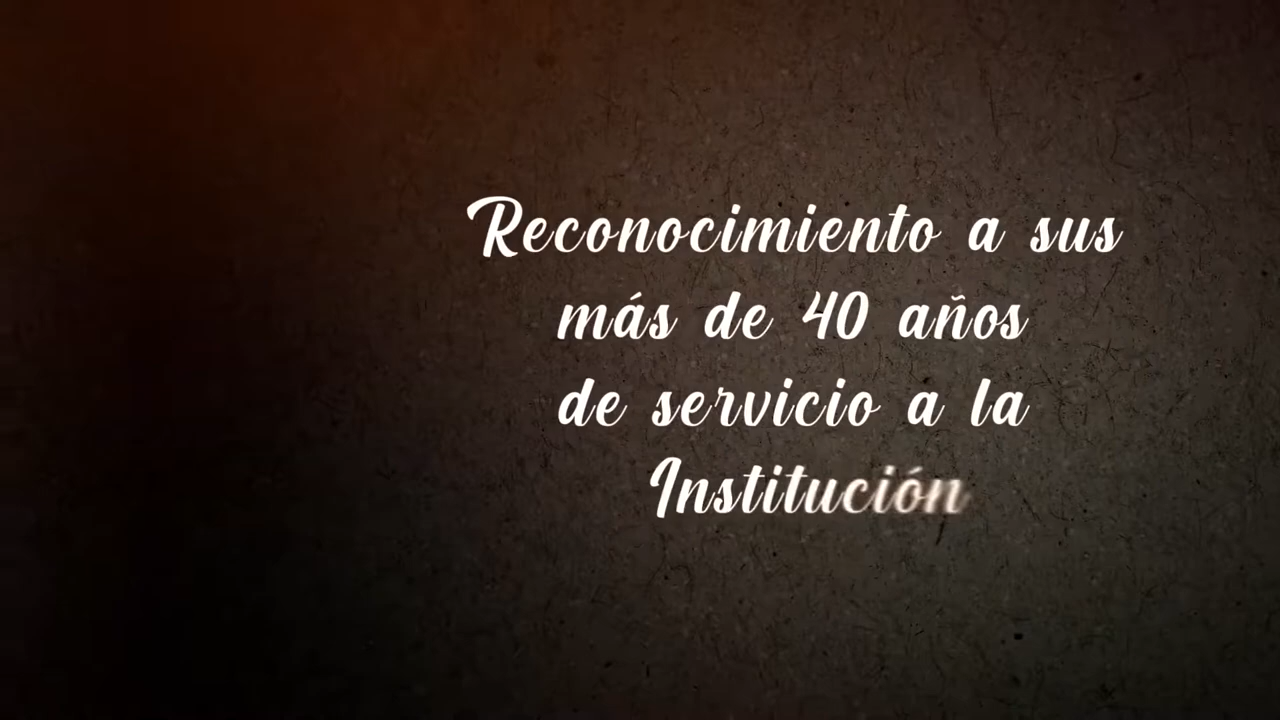 Reconocimiento a sus
más de 40 años
de servicio a la
Institución